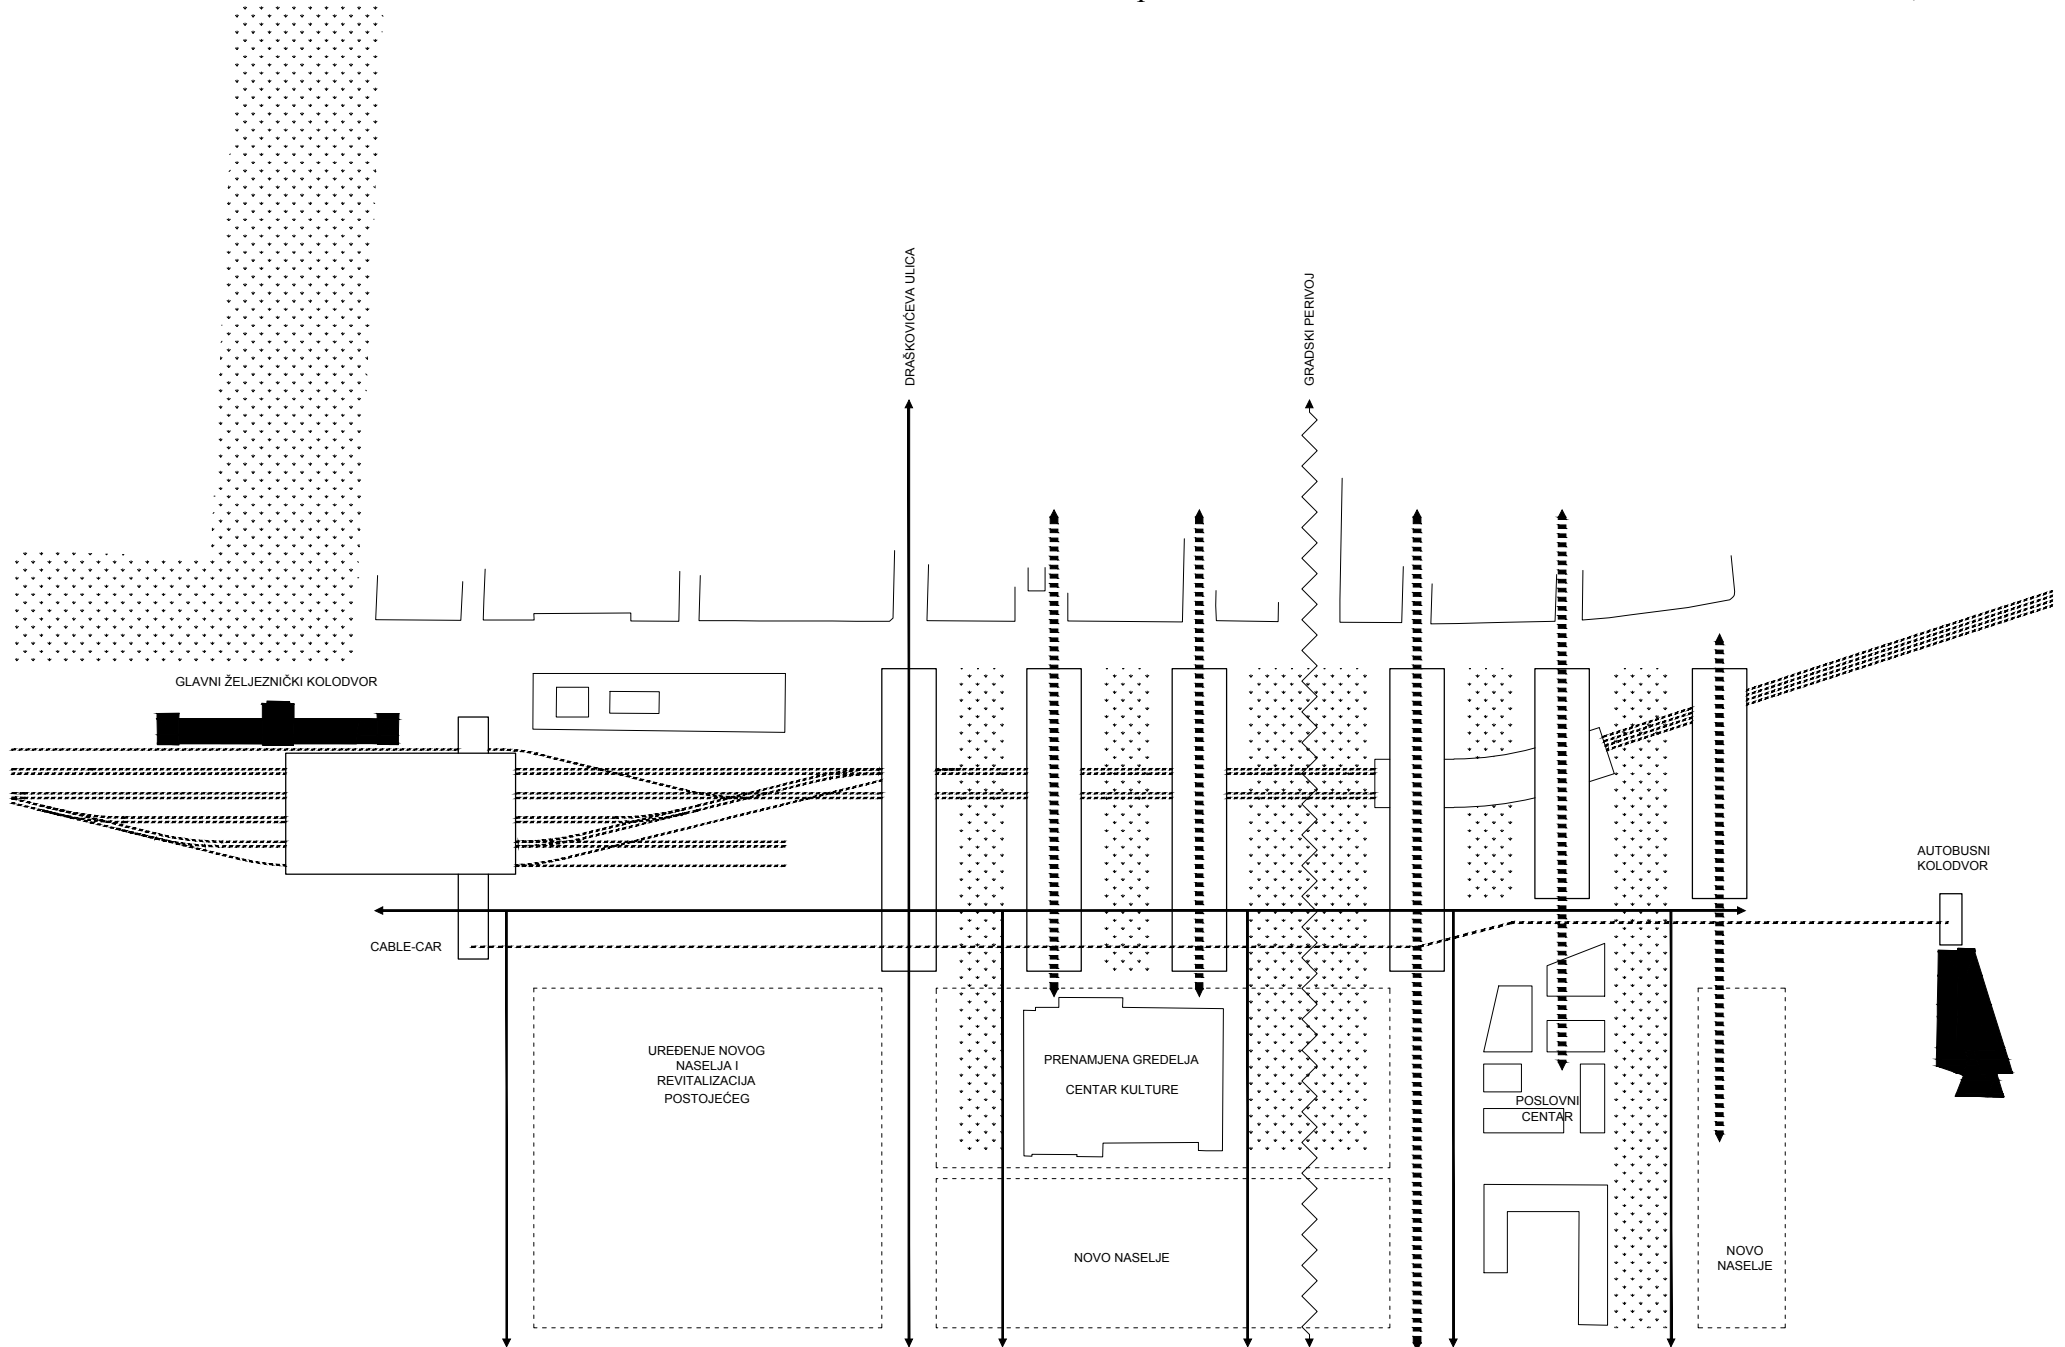 DRAŠKOVIĆEVA ULICA
GRADSKI PERIVOJ
GLAVNI ŽELJEZNIČKI KOLODVOR
AUTOBUSNI
KOLODVOR
CABLE-CAR
UREĐENJE NOVOG
NASELJA I
REVITALIZACIJA
POSTOJEĆEG
PRENAMJENA GREDELJA
CENTAR KULTURE
POSLOVNI
CENTAR
NOVO NASELJE
NOVO
NASELJE